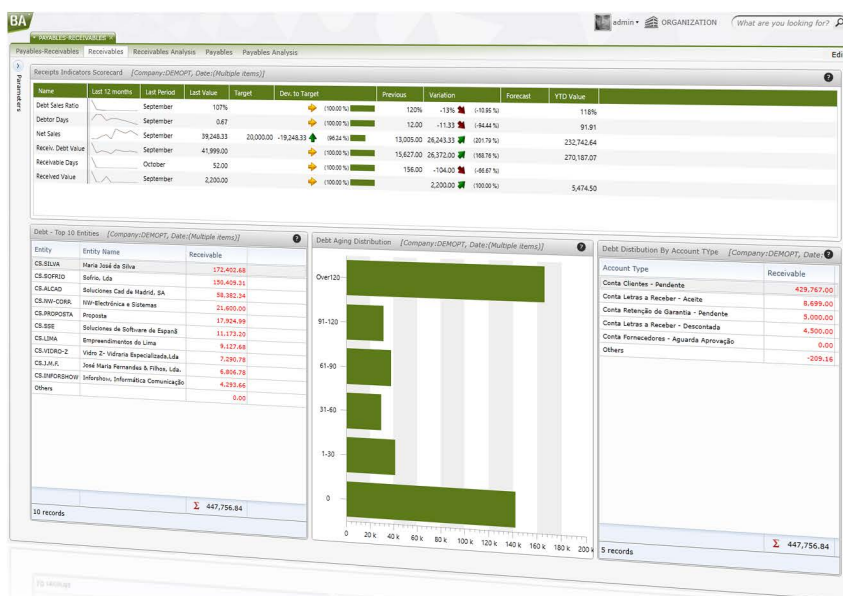 BA
PAYABLES-RECEIVABLES
admin ORGANIZATION What are you looking for?
Payables-Receivables Receivables Receivables Analysis Payables Payables Analysis
Parameters
Receipts Indicators Scorecard [Company:DEMOPT, Date:(Multiple items)]
Name Last 12 months Last Period Last Value Target Dev. to Target Previous Variation Forecast YTD Value
Debt Sales Ratio September 107% (100.00 %) 120% -13% (-10.95 %) 118%
Debtor Days September 0.67 (100.00 %) 12.00 -11.33 (-94.44 %) 91.91
Net Sales September 39,248.33 20,000.00 -19,248.33 (96.24 %) 13,005.00 26,243.33 (201.79 %) 232,742.64
Receiv. Debt Value September 41,999.00 (100.00 %) 15,627.00 26,372.00 (168.76 %) 270,187.07
Receivable Days October 52.00 (100.00 %) 156.00 -104.00 (-66.67 %)
Received Value September 2,200.00 (100.00 %) 2,200.00 (100.00 %) 5,474.50
Debt - Top 10 Entities [Company:DEMOPT, Date:(Multiple items)]
Entity Entity Name Receivable
CS.SILVA Maria José da Silva 172,402.68
CS.SOFRIO Sofrio, Lda
CS.ALCAD Soluciones Cad de Madrid, SA 58,382.34
CS.NW-CORP. NW-Electrónica e Sistemas 21,600.00
CS.PROPOSTA Proposta 17,924.99
CS.SSE Soluciones de Software de Espanã 11,173.20
CS.LIMA Empreendimentos do Lima 9,127.68
CS.VIDRO-Z Vidro Z- Vidraria Especializada,Lda 7,290.78
CS.J.M.F. José Maria Fernandes & Filhos, Lda. 6,806.78
CS.INFORSHOW Inforshow, Informática Comunicação 4,293.66
Others 0.00
Σ 447,756.84
10 records
Debt Aging Distribution [Company:DEMOPT, Date:(Multiple items)]
Over120
91-120
61-90
31-60
1-30
0
0 20 k 40 k 60 k 80 k 100 k 120 k 140 k 160 k 180 k 200 k
Debt Distibution By Account TYpe [Company:DEMOPT, Date:
Account Type Receivable
Conta Clientes - Pendente 429,767.00
Conta Letras a Receber - Aceite 8,699.00
Conta Retenção de Garantia - Pendente 5,000.00
Conta Letras a Receber - Descontada 4,500.00
Conta Fornecedores - Aguarda Aprovação 0.00
Others -209.16
Σ 447,756.84
5 records